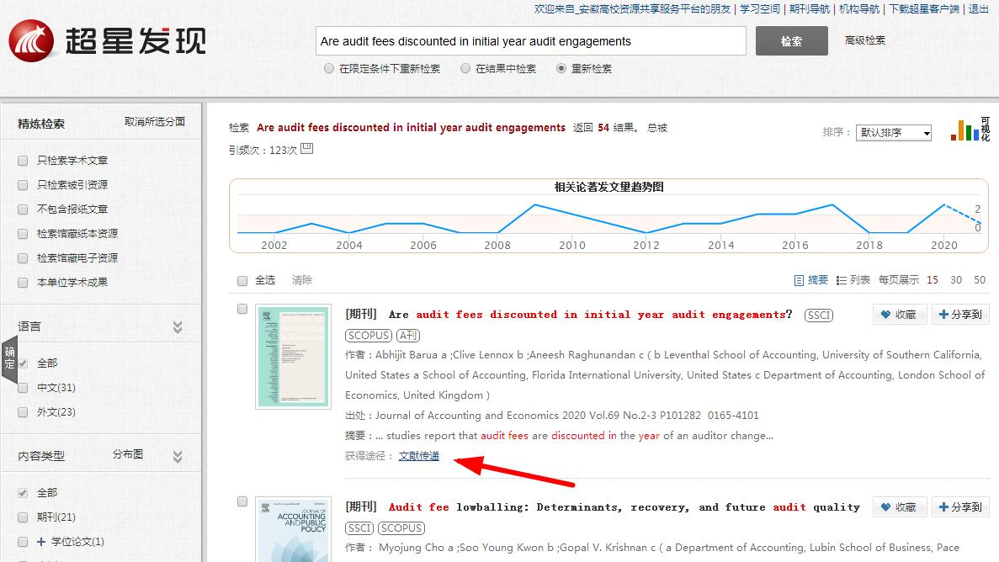 欢迎来自_安徽高校资源共享服务平台的朋友 | 学习空间 | 期刊导航 | 机构导航 | 下载超星客户端 | 退出
超星发现
Are audit fees discounted in initial year audit engagements
检索
高级检索
在限定条件下重新检索 在结果中检索 重新检索
精炼检索 取消所选分面
只检索学术文章
只检索被引资源
不包含报纸文章
检索馆藏纸本资源
检索馆藏电子资源
本单位学术成果
语言
确定
全部
中文(31)
外文(23)
内容类型 分布图
全部
期刊(21)
学位论文(1)
检索 Are audit fees discounted in initial year audit engagements 返回 54 结果。 总被
引频次：123次
排序： 默认排序
可视化
相关论著发文量趋势图
2
0
2002 2004 2006 2008 2010 2012 2014 2016 2018 2020
全选 清除
摘要 列表 每页展示 15 30 50
[期刊] Are audit fees discounted in initial year audit engagements? SSCI
收藏 分享到
SCOPUS A刊
作者：Abhijit Barua a ;Clive Lennox b ;Aneesh Raghunandan c ( b Leventhal School of Accounting, University of Southern California,
United States a School of Accounting, Florida International University, United States c Department of Accounting, London School of
Economics, United Kingdom )
出处：Journal of Accounting and Economics 2020 Vol.69 No.2-3 P101282 0165-4101
摘要：... studies report that audit fees are discounted in the year of an auditor change...
获得途径： 文献传递
JOURNAL OF
ACCOUNTING
AND PUBLIC
POLICY
[期刊] Audit fee lowballing: Determinants, recovery, and future audit quality
收藏 分享到
SSCI SCOPUS
作者： Myojung Cho a ;Soo Young Kwon b ;Gopal V. Krishnan c ( a Department of Accounting, Lubin School of Business, Pace